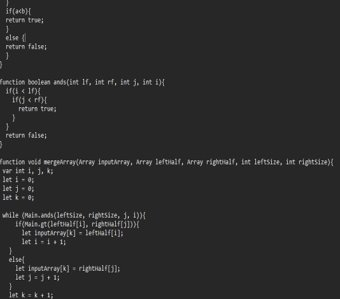 }
if(a<b){
return true;
}
else {
return false;
}
}
function boolean ands(int lf, int rf, int j, int i){
if(i < lf){
if(j < rf){
return true;
}
}
return false;
}
function void mergeArray(Array inputArray, Array leftHalf, Array rightHalf, int leftSize, int rightSize){
var int i, j, k;
let i = 0;
let j = 0;
let k = 0;
while (Main.ands(leftSize, rightSize, j, i)){
if(Main.gt(leftHalf[i], rightHalf[j])){
let inputArray[k] = leftHalf[i];
let i = i + 1;
}
else{
let inputArray[k] = rightHalf[j];
let j = j + 1;
}
let k = k + 1;